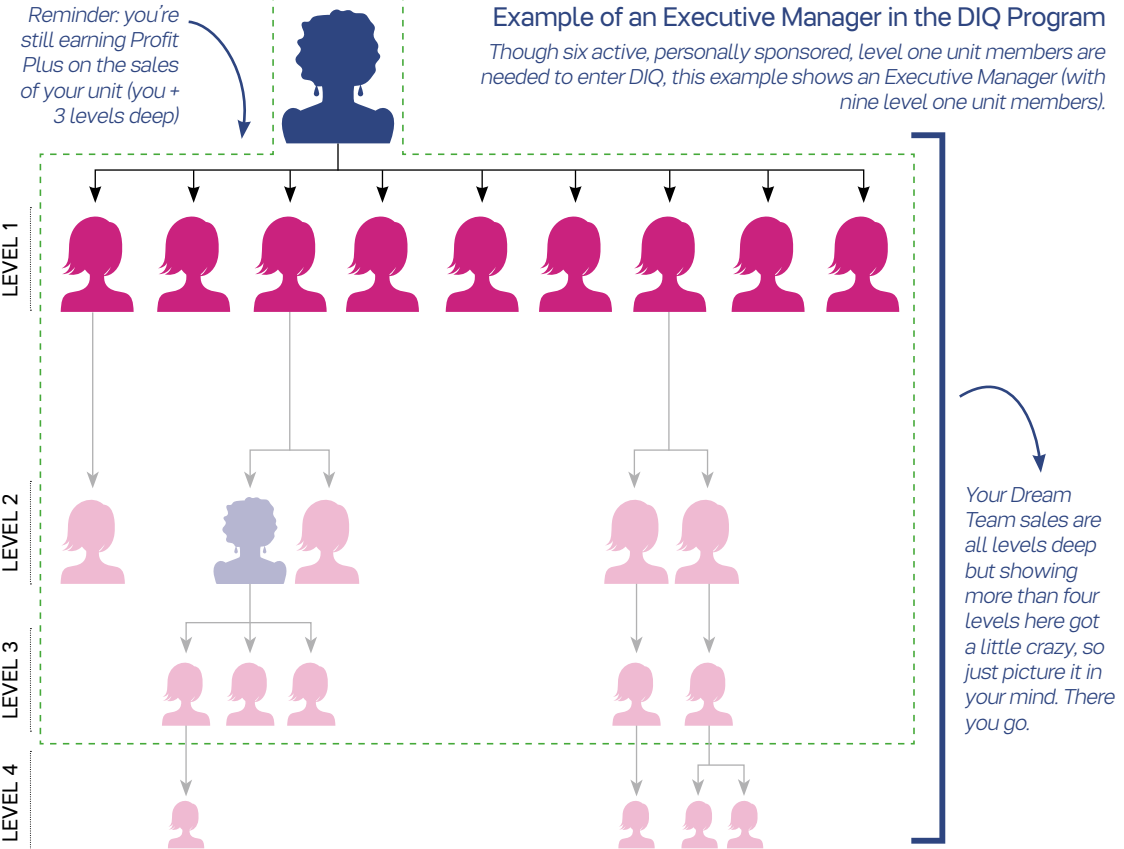 Reminder: you're
still earning Profit
Plus on the sales
of your unit (you +
3 levels deep)
Example of an Executive Manager in the DIQ Program
Though six active, personally sponsored, level one unit members are
needed to enter DIQ, this example shows an Executive Manager (with
nine level one unit members).
LEVEL 1
LEVEL 2
LEVEL 3
LEVEL 4
Your Dream
Team sales are
all levels deep
but showing
more than four
levels here got
a little crazy, so
just picture it in
your mind. There
you go.